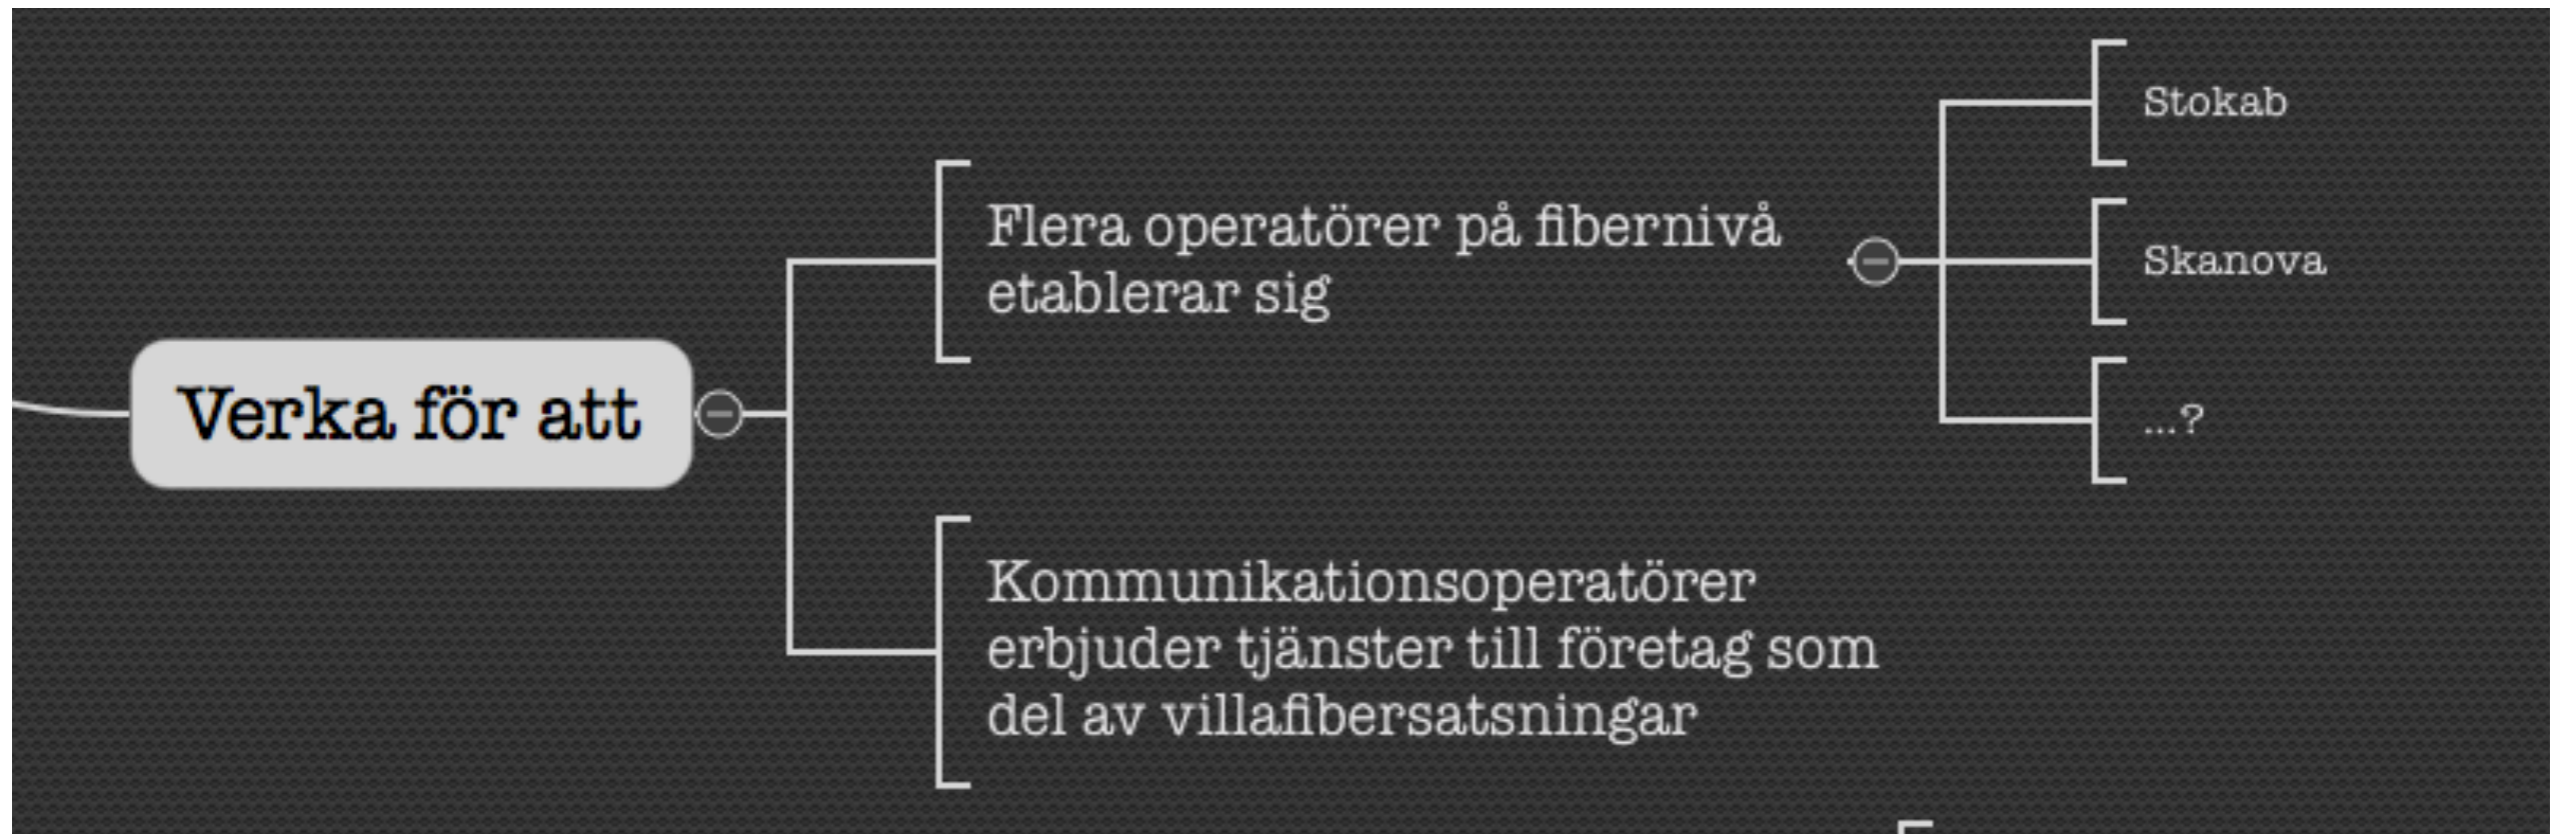 Verka för att
Flera operatörer på fibernivå
etablerar sig
Stokab
Skanova
...?
Kommunikationsoperatörer
erbjuder tjänster till företag som
del av villafibersatsningar